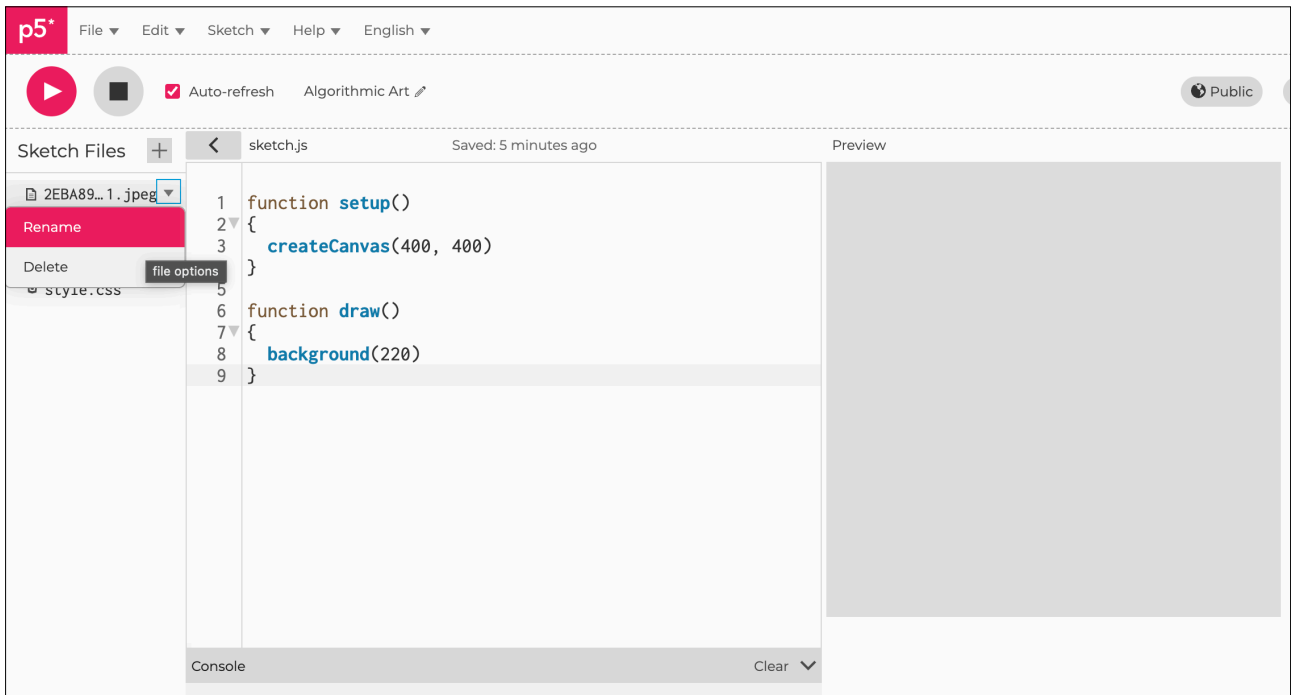 p5*
File Edit Sketch Help English
Auto-refresh Algorithmic Art Public
Sketch Files + sketch.js Saved: 5 minutes ago Preview
2EBA89…1.jpeg
Rename
Delete
file options
style.css
1 function setup()
2 {
3 createCanvas(400, 400)
}
5
6 function draw()
7 {
8 background(220)
9 }
Console Clear